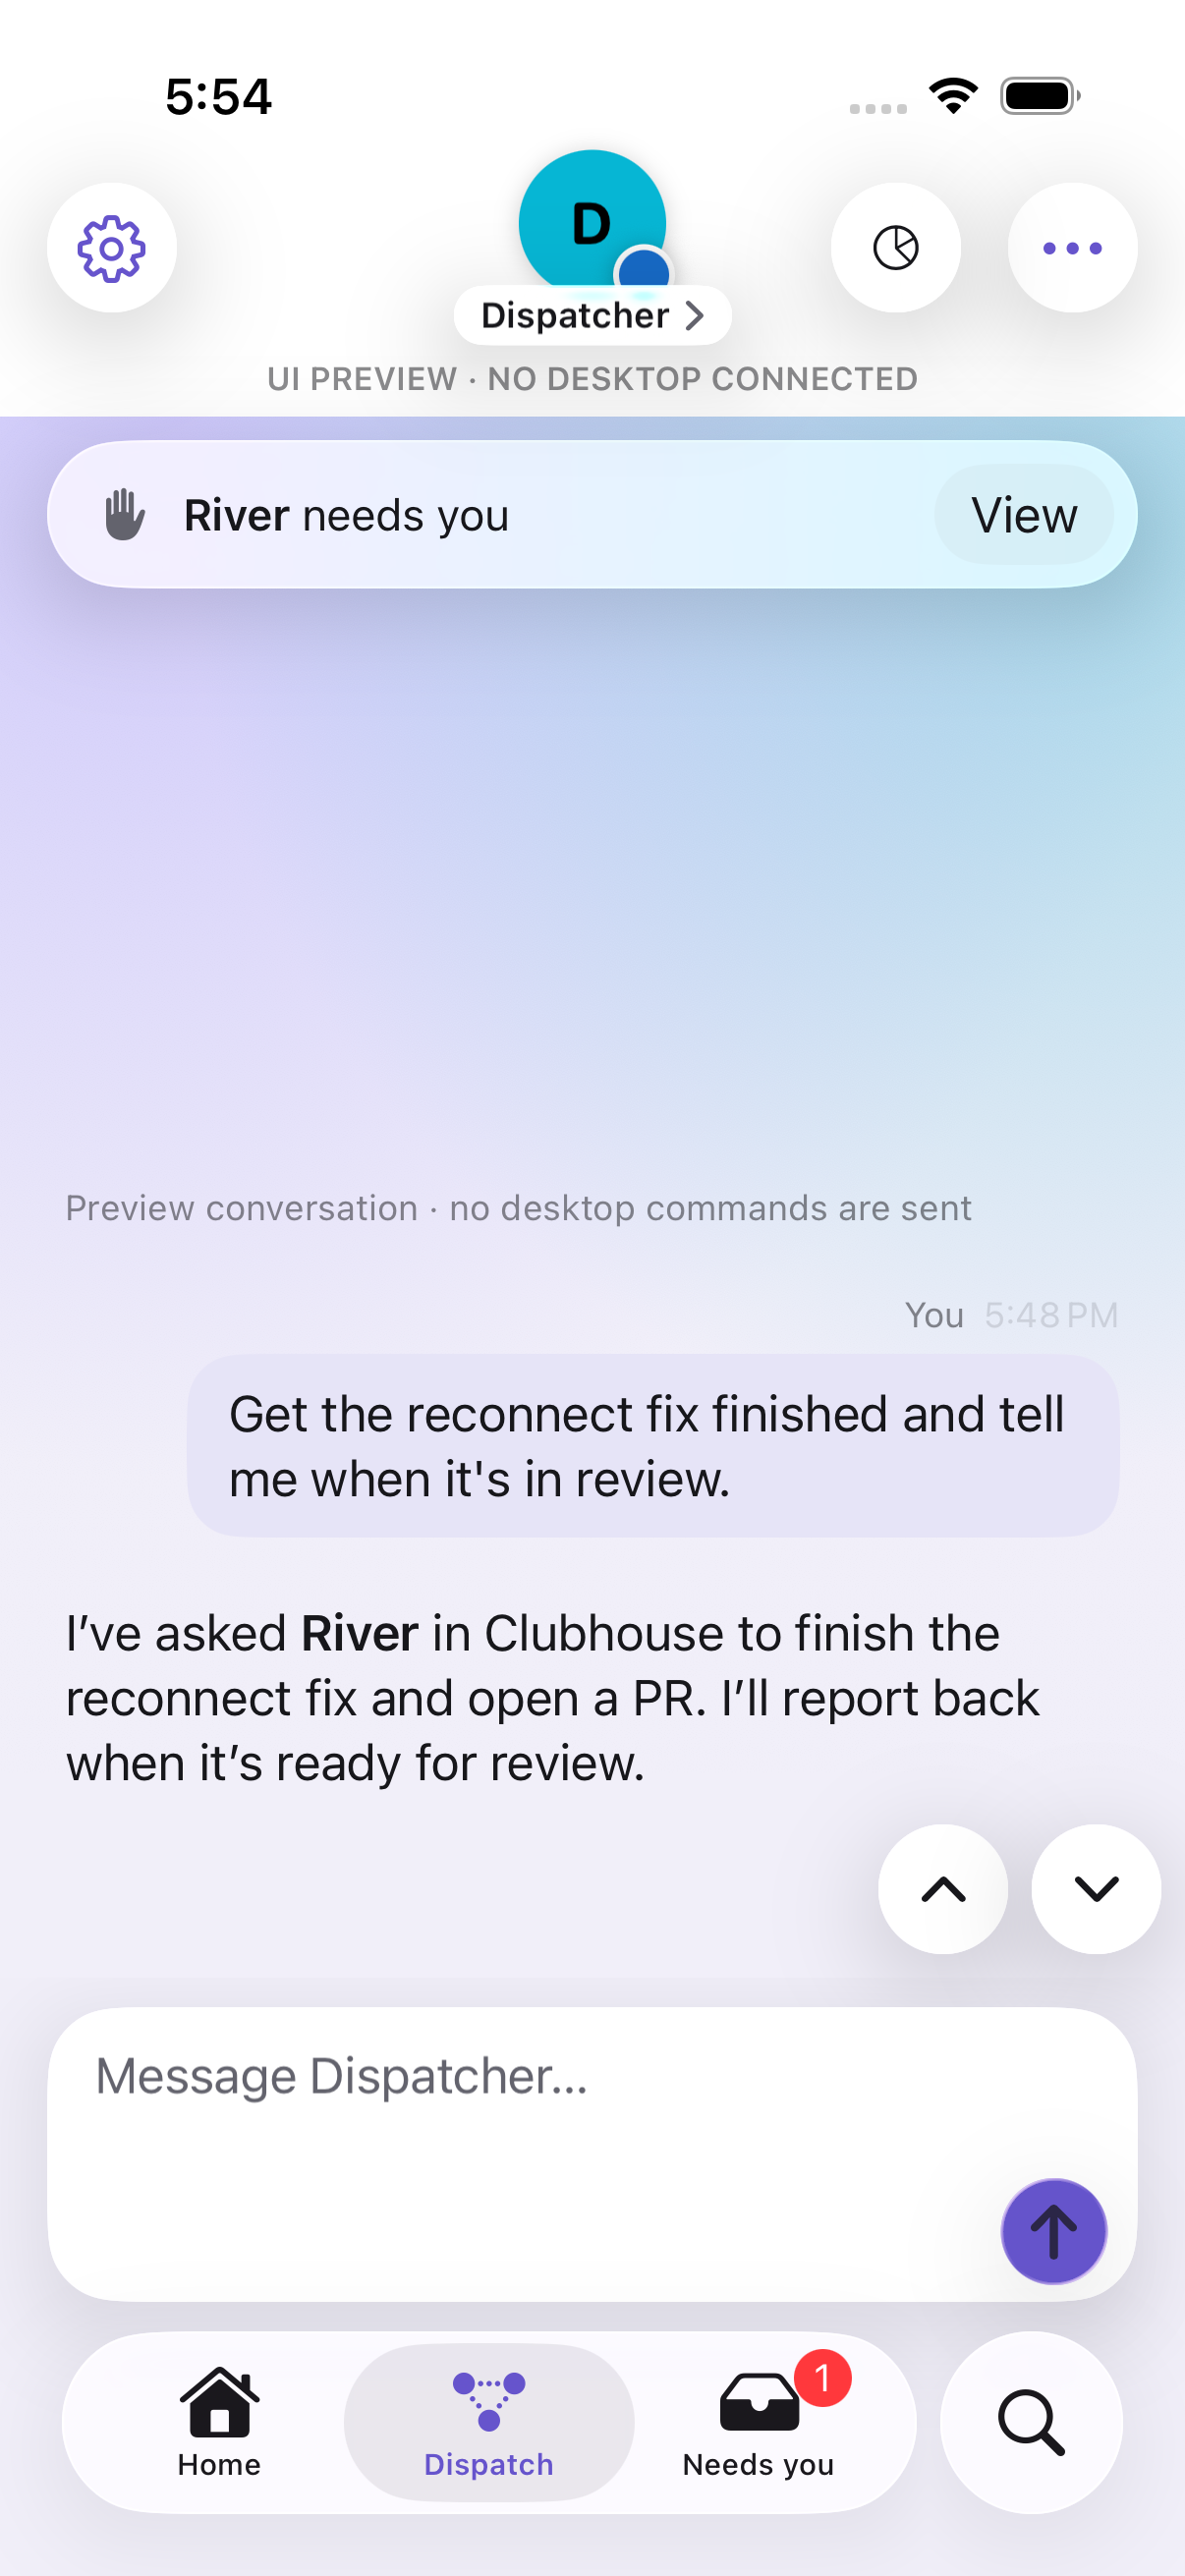 5:54
D
Dispatcher
UI PREVIEW · NO DESKTOP CONNECTED
River needs you
View
Preview conversation · no desktop commands are sent
You 5:48 PM
Get the reconnect fix finished and tell
me when it's in review.
I’ve asked River in Clubhouse to finish the
reconnect fix and open a PR. I’ll report back
when it’s ready for review.
Message Dispatcher...
1
Home
Dispatch
Needs you